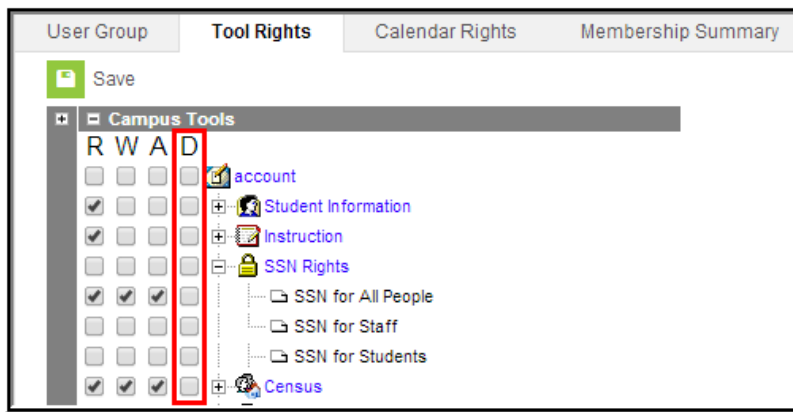 User Group Tool Rights Calendar Rights Membership Summary
Save
Campus Tools
R W A D
account
Student Information
Instruction
SSN Rights
SSN for All People
SSN for Staff
SSN for Students
Census